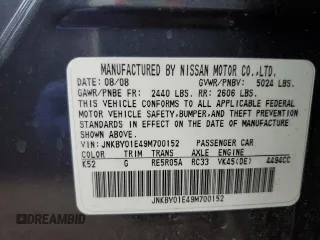 MANUFACTURED BY NISSAN MOTOR CO.,LTD.
DATE: 08/08 GVWR/PNBV: 5024 LBS.
GAWR/PNBE FR: 2440 LBS. RR: 2606 LBS.
THIS VEHICLE CONFORMS TO ALL APPLICABLE FEDERAL
MOTOR VEHICLE SAFETY,BUMPER,AND THEFT PREVENTION
STANDARDS IN EFFECT ON THE DATE OF MANUFACTURE
SHOWN ABOVE.
VIN: JNKBY01E49M700152 PASSENGER CAR
COLOR TRIM TRANS AXLE ENGINE
K52 G RE5R05A RC33 VK45(DE) 4494CC
JNKBY01E49M700152
DREAMBID